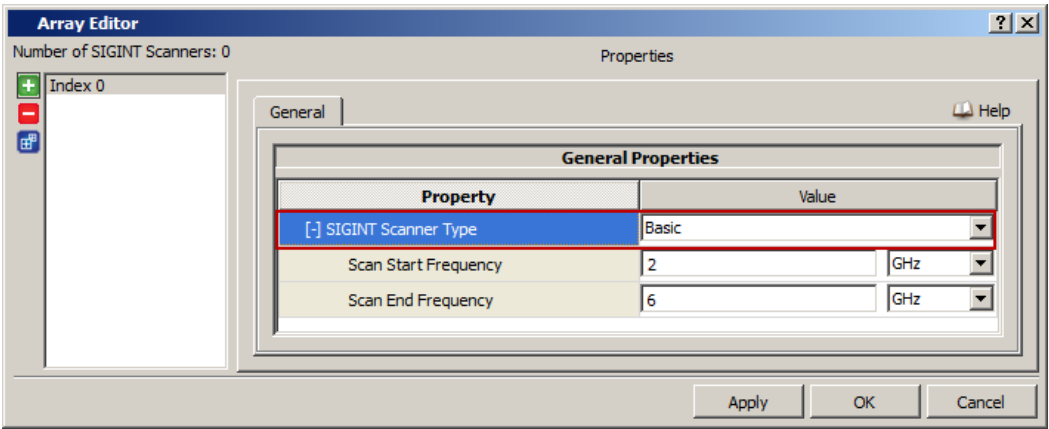 Array Editor
Number of SIGINT Scanners: 0
Properties
Index 0
General
Help
General Properties
Property Value
[-] SIGINT Scanner Type Basic
Scan Start Frequency 2 GHz
Scan End Frequency 6 GHz
Apply OK Cancel